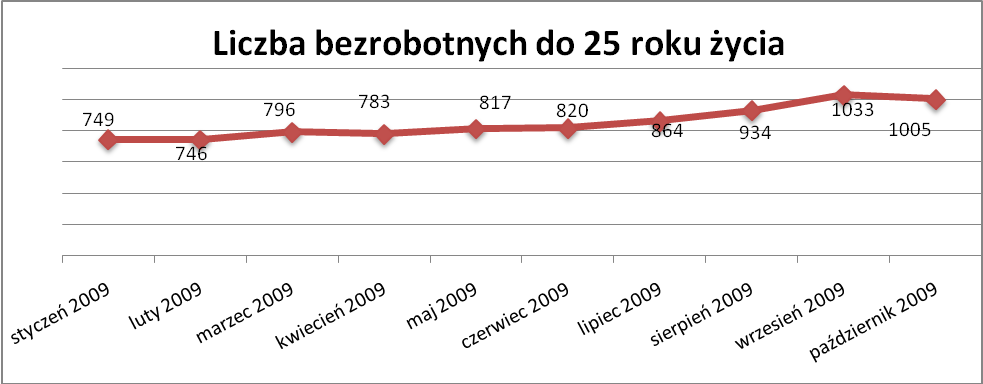 Liczba bezrobotnych do 25 roku życia
749
746
796
783
817
820
864
934
1033
1005
styczeń 2009
luty 2009
marzec 2009
kwiecień 2009
maj 2009
czerwiec 2009
lipiec 2009
sierpień 2009
wrzesień 2009
październik 2009